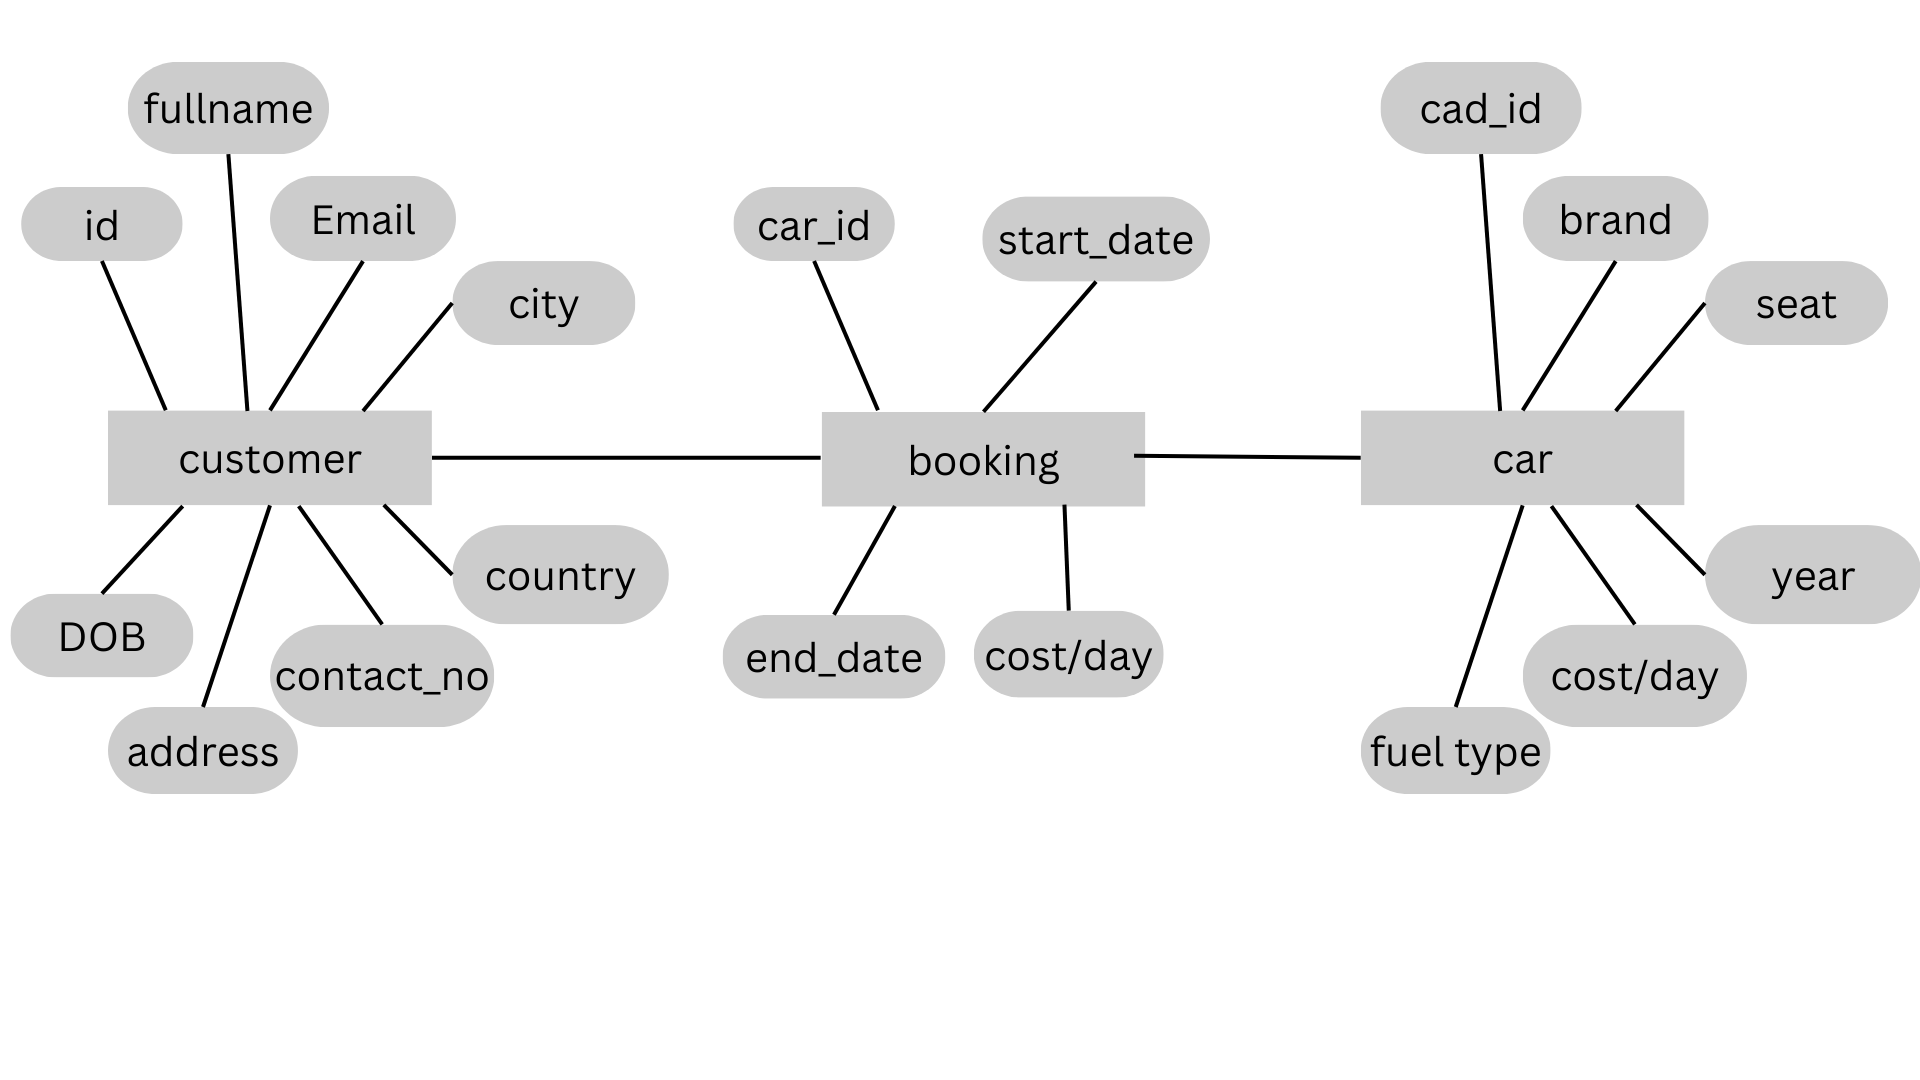 fullname
cad_id
id
Email
car_id
start_date
brand
city
seat
customer
booking
car
country
year
DOB
end_date
cost/day
contact_no
cost/day
address
fuel type